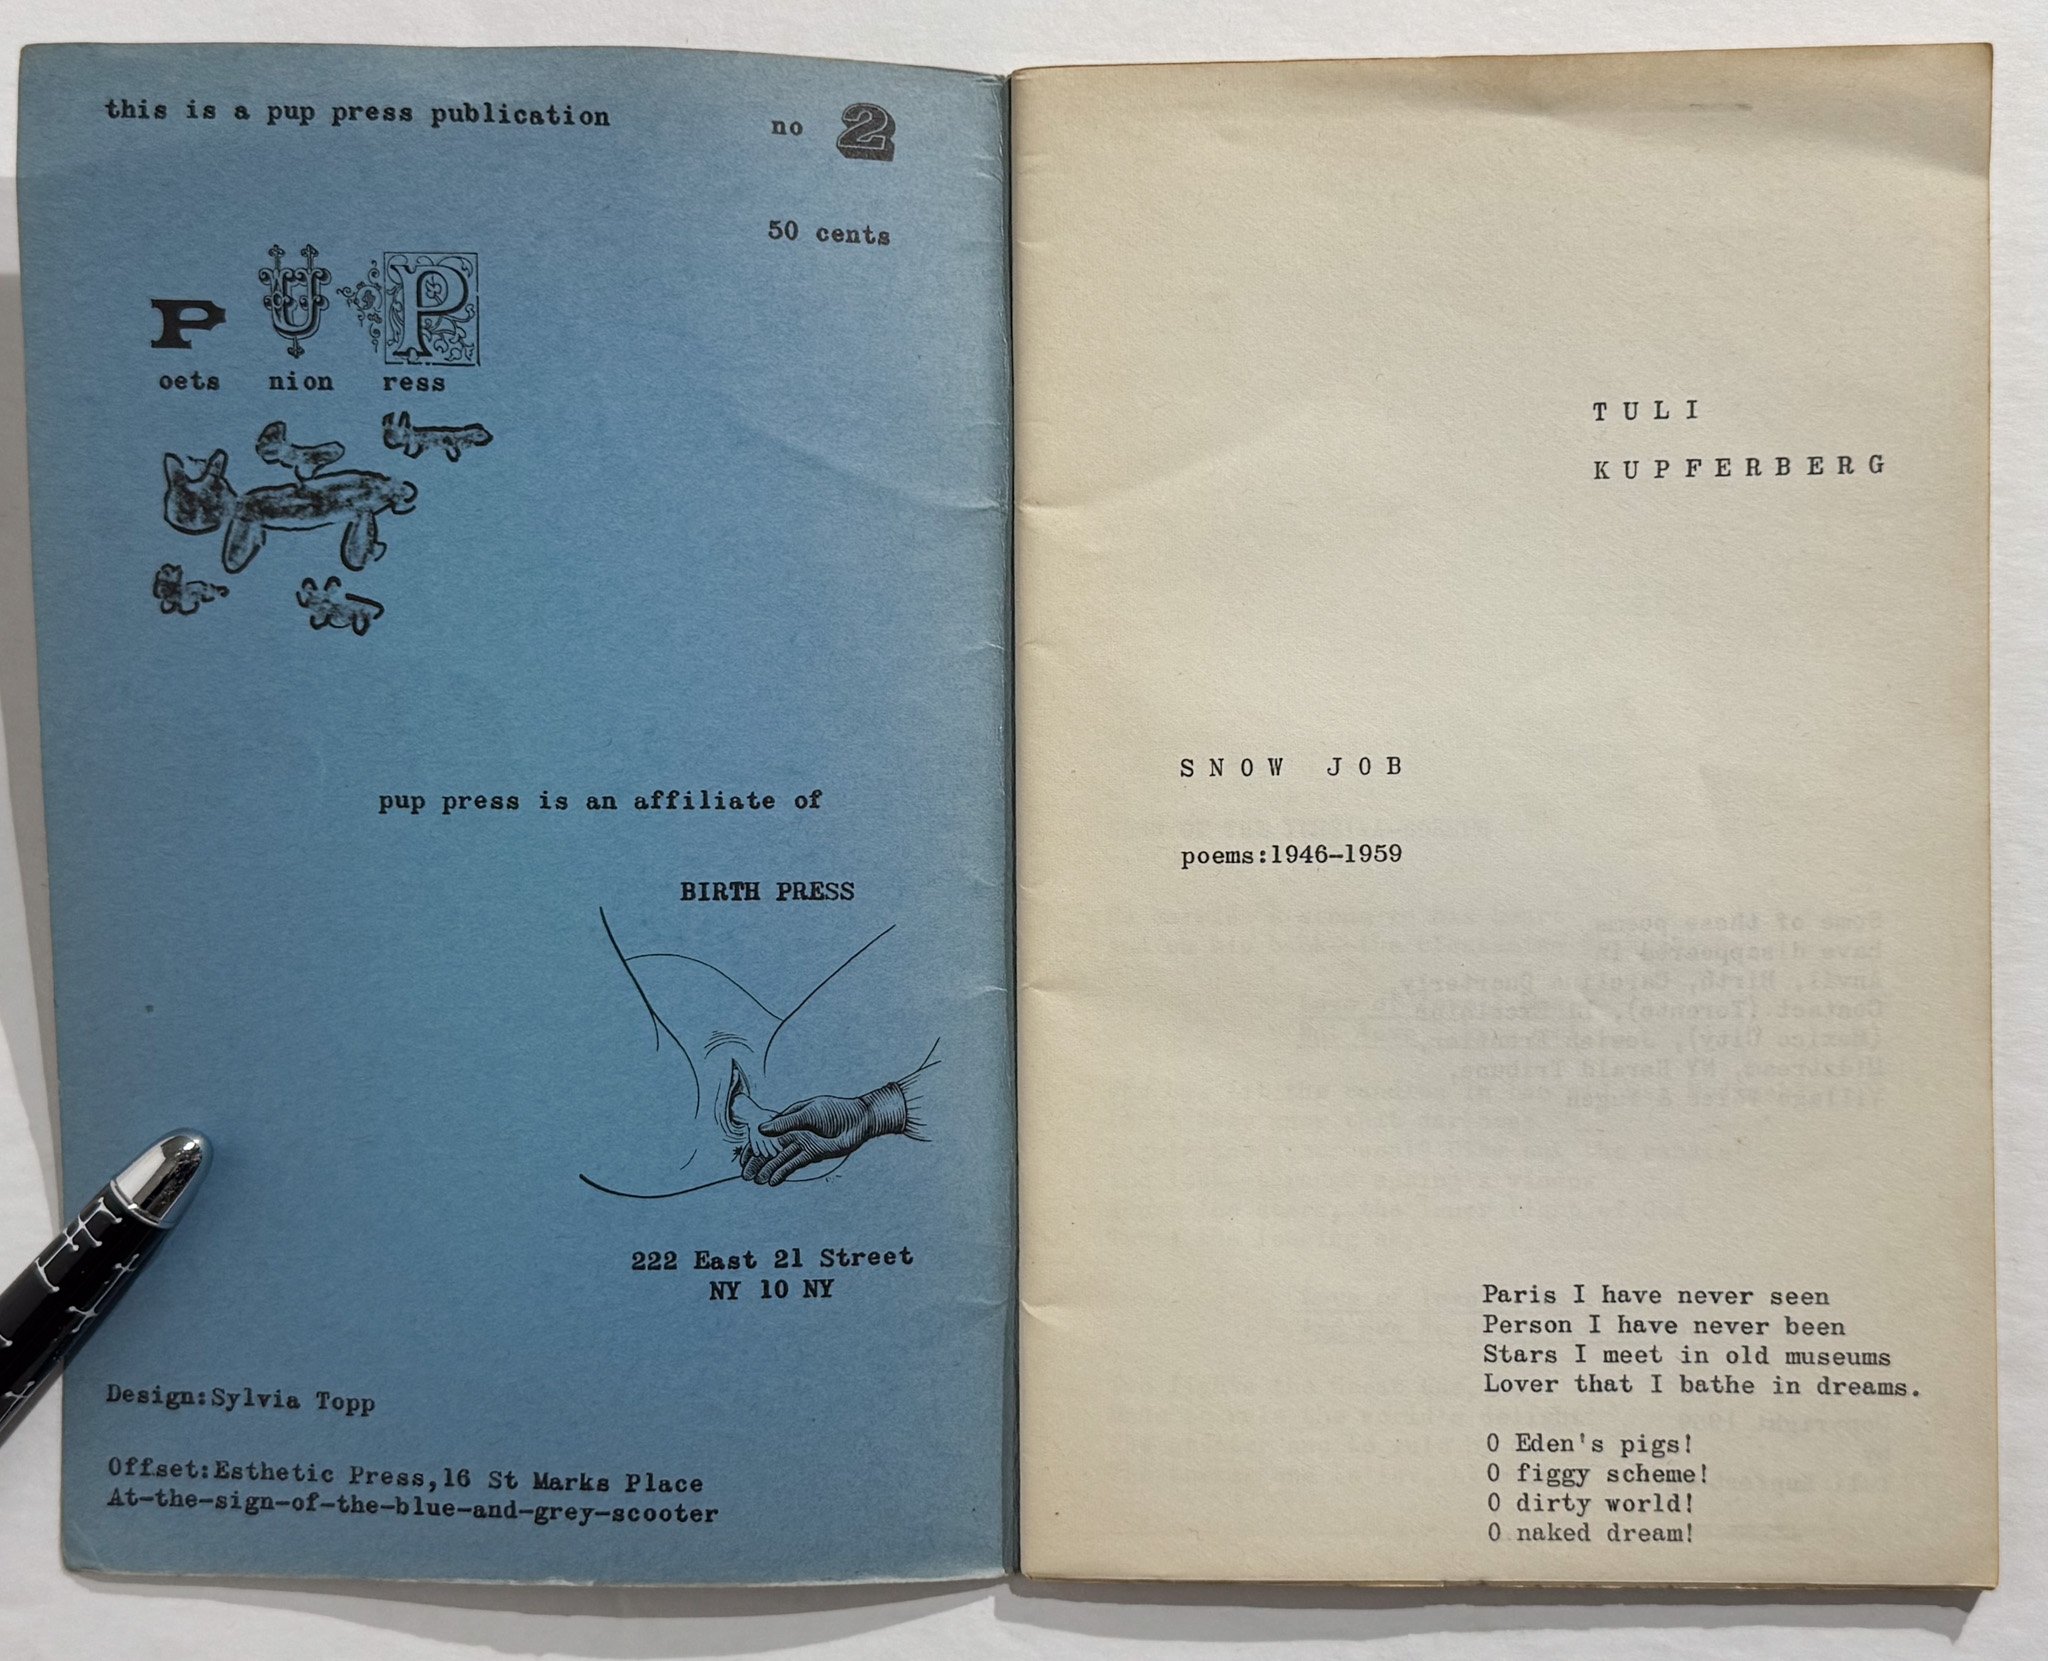 this is a pup press publication
no 2
50 cents
P U P
oets nion ress
pup press is an affiliate of
BIRTH PRESS
222 East 21 Street
NY 10 NY
Design:Sylvia Topp
Offset:Esthetic Press,16 St Marks Place
At-the-sign-of-the-blue-and-grey-scooter
TULI
KUPFERBERG
SNOW JOB
poems:1946-1959
Paris I have never seen
Person I have never been
Stars I meet in old museums
Lover that I bathe in dreams.
O Eden's pigs!
O figgy scheme!
O dirty world!
O naked dream!